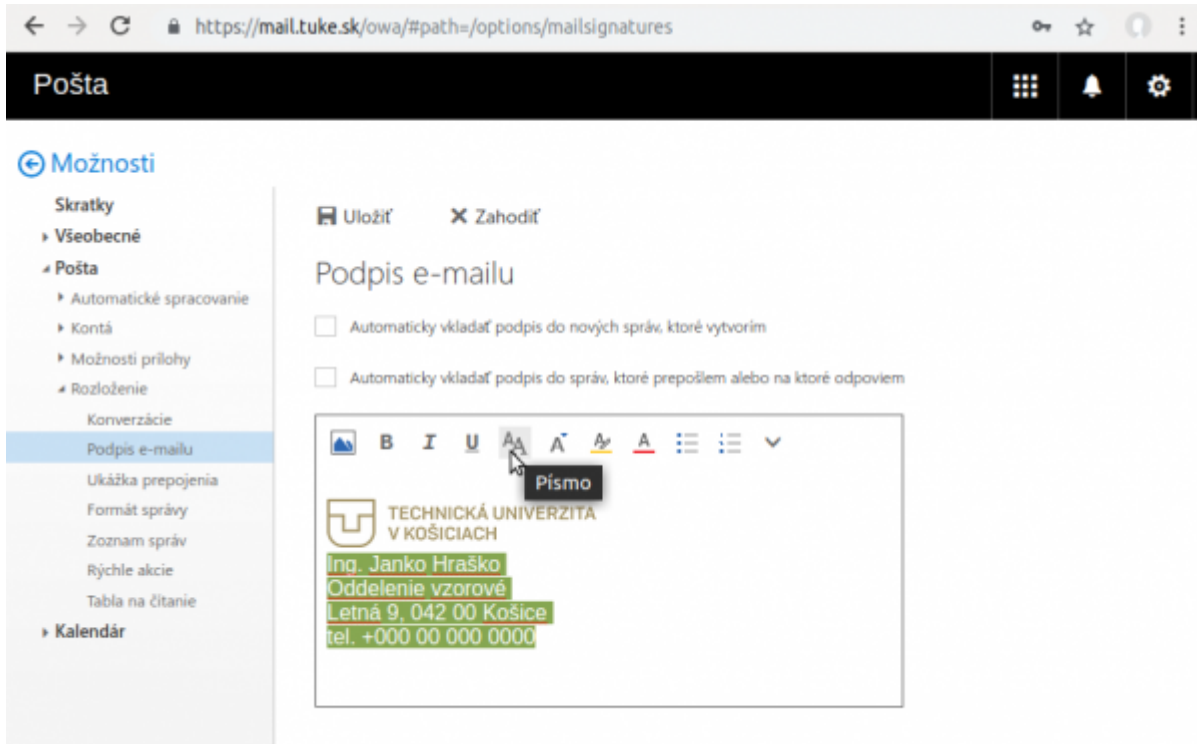 https://mail.tuke.sk/owa/#path=/options/mailsignatures
Pošta
Možnosti
Skratky
Všeobecné
Pošta
Automatické spracovanie
Kontá
Možnosti prílohy
Rozloženie
Konverzácie
Podpis e-mailu
Ukážka prepojenia
Formát správy
Zoznam správ
Rýchle akcie
Tabla na čítanie
Kalendár
Uložiť Zahodiť
Podpis e-mailu
Automaticky vkladať podpis do nových správ, ktoré vytvorím
Automaticky vkladať podpis do správ, ktoré prepošlem alebo na ktoré odpoviem
B I U AA A A A
Písmo
TECHNICKÁ UNIVERZITA
V KOŠICIACH
Ing. Janko Hraško
Oddelenie vzorové
Letná 9, 042 00 Košice
tel. +000 00 000 0000